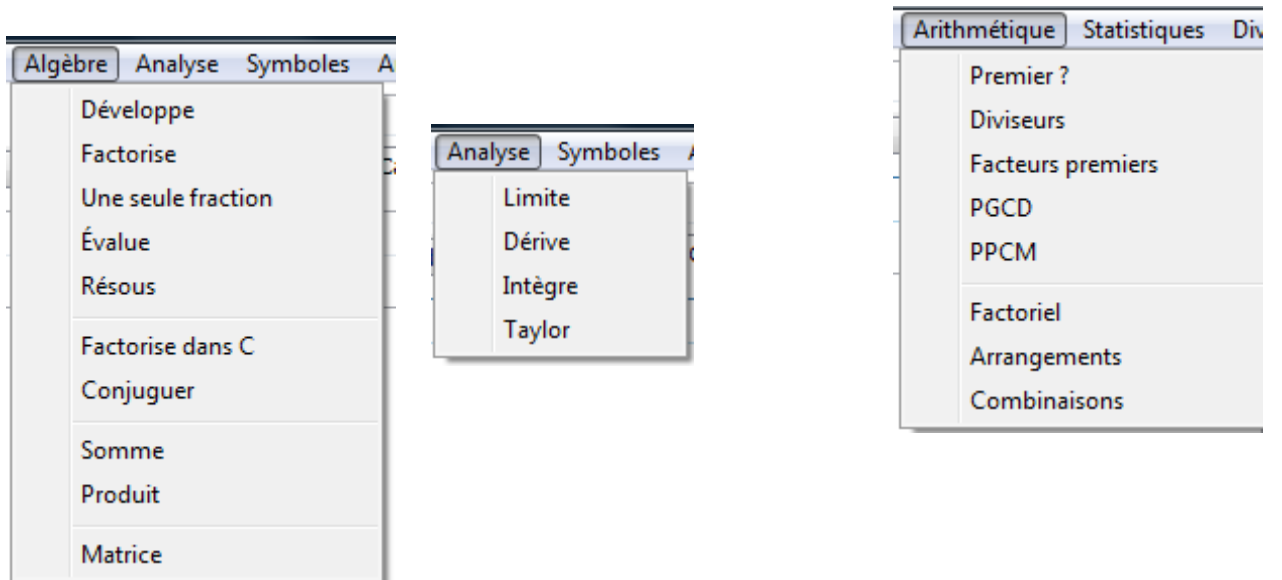 Algèbre Analyse Symboles
Développe
Factorise
Une seule fraction
Évalue
Résous
Factorise dans C
Conjuguer
Somme
Produit
Matrice
Analyse Symboles
Limite
Dérive
Intègre
Taylor
Arithmétique Statistiques Div
Premier ?
Diviseurs
Facteurs premiers
PGCD
PPCM
Factoriel
Arrangements
Combinaisons